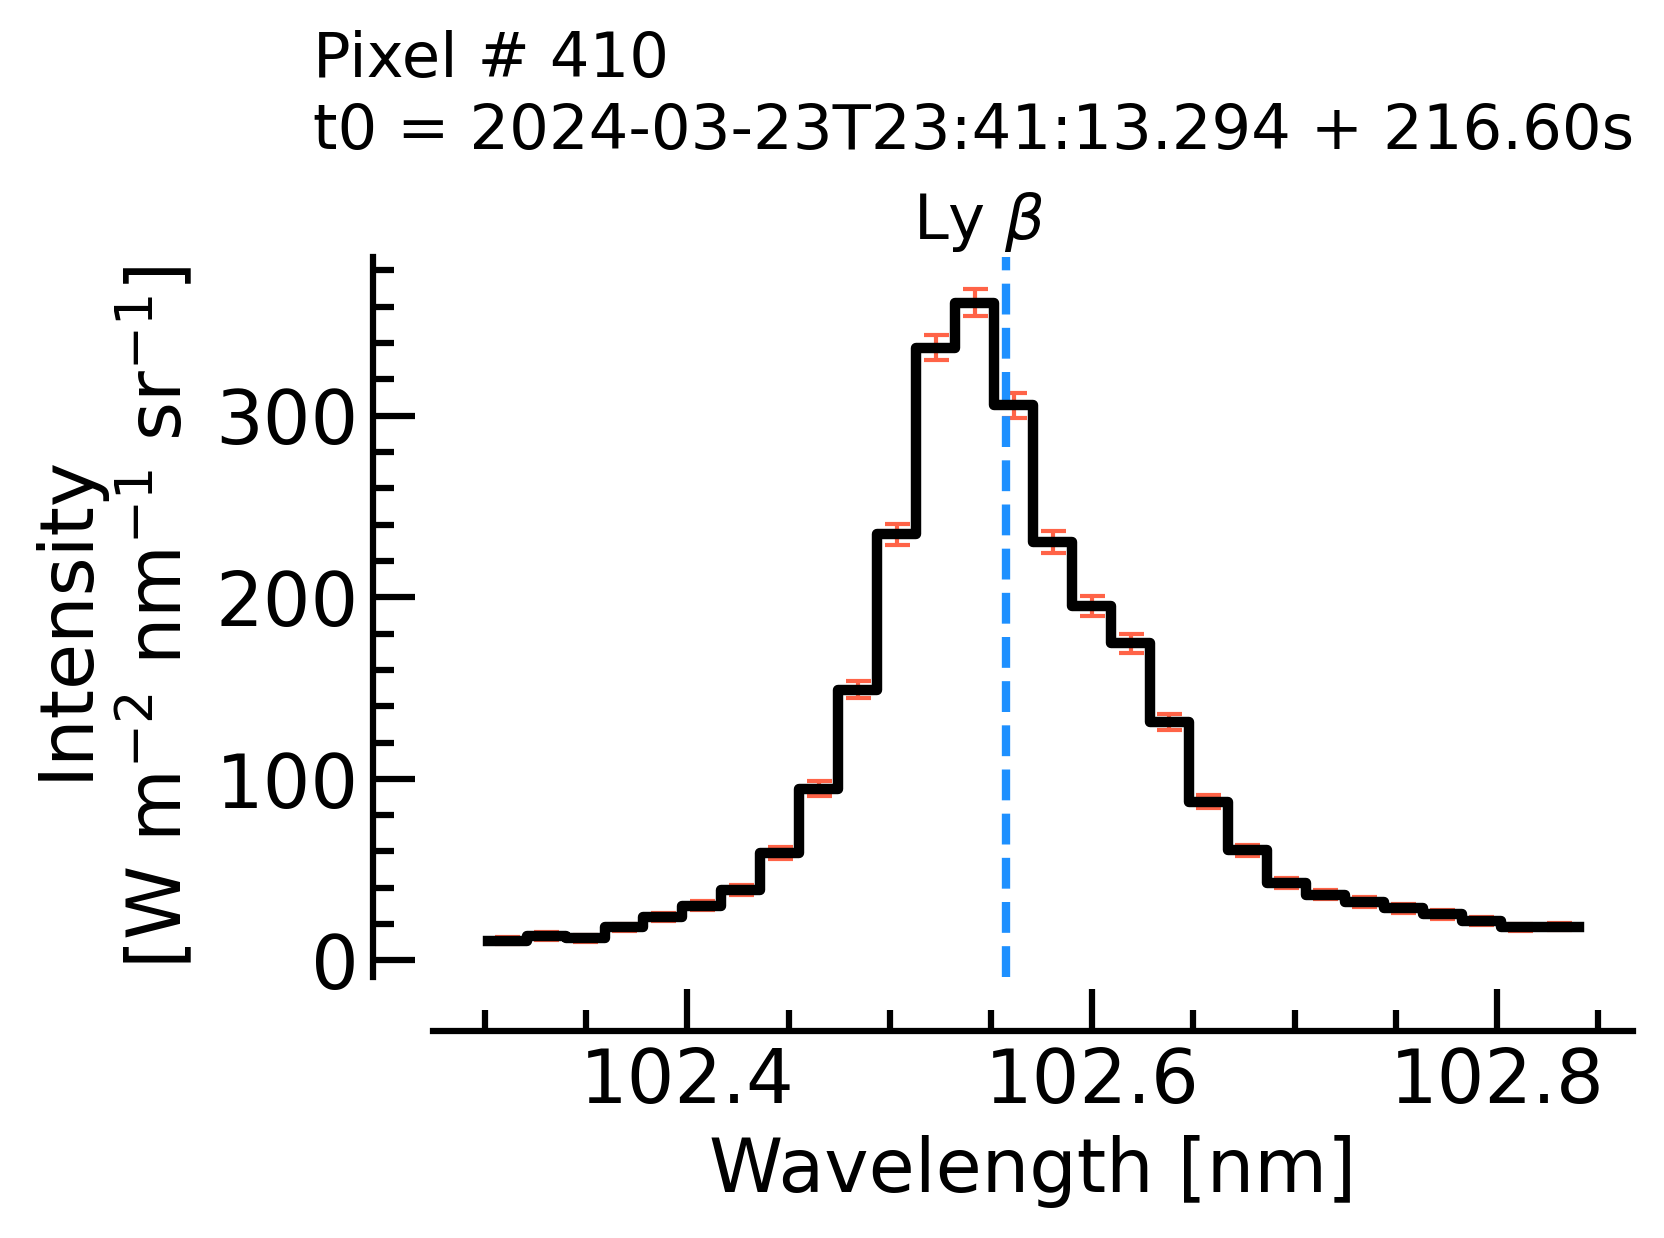 Pixel # 410
t0 = 2024-03-23T23:41:13.294 + 216.60s
Ly β
Intensity
[W m⁻² nm⁻¹ sr⁻¹]
300
200
100
0
102.4 102.6 102.8
Wavelength [nm]